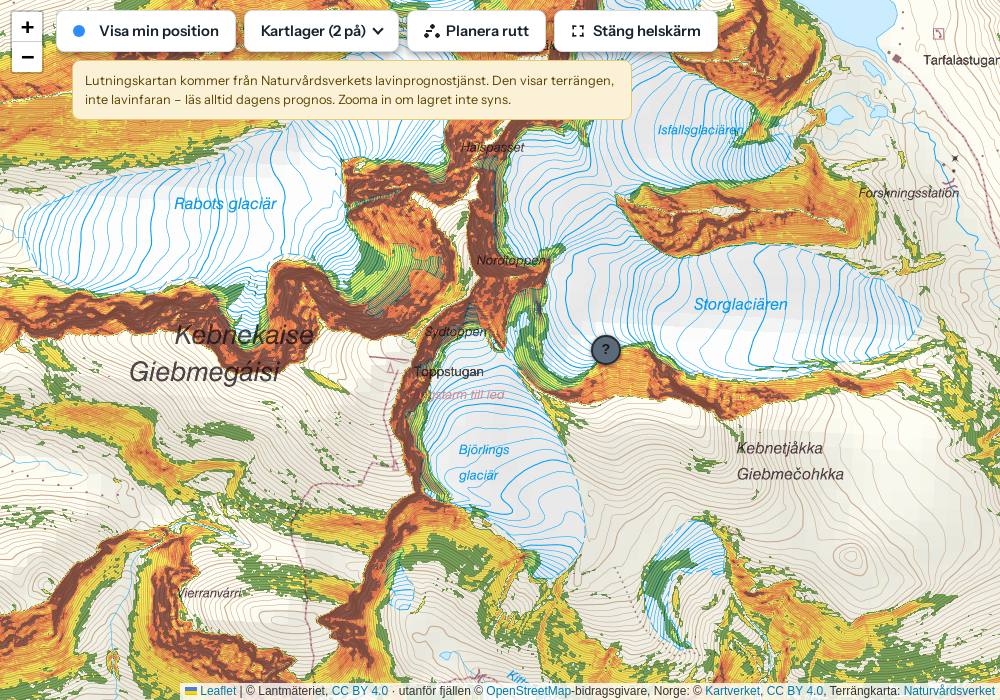 +
−
Visa min position
Kartlager (2 på)
Planera rutt
Stäng helskärm
Lutningskartan kommer från Naturvårdsverkets lavinprognostjänst. Den visar terrängen,
inte lavinfaran – läs alltid dagens prognos. Zooma in om lagret inte syns.
Tarfalastugan
Isfallsglaciären
Halspasset
Forskningsstation
Rabots glaciär
Nordtoppen
Storglaciären
Kebnekaise
Sydtoppen
?
Giebmegáisi
Toppstugan
till led
Björlings
glaciär
Kebnetjåkka
Giebmečohkka
Vierranvárri
Leaflet | © Lantmäteriet, CC BY 4.0 · utanför fjällen © OpenStreetMap-bidragsgivare, Norge: © Kartverket, CC BY 4.0, Terrängkarta: Naturvårdsverket